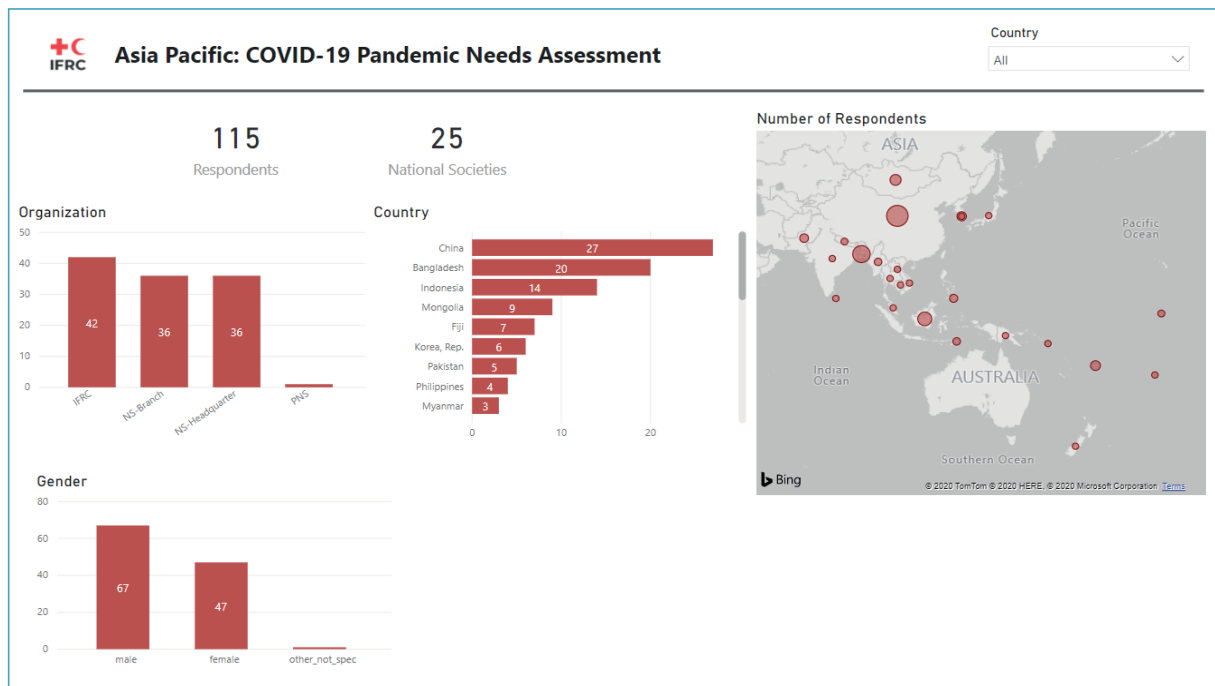 IFRC
Asia Pacific: COVID-19 Pandemic Needs Assessment
Country
All
115
Respondents
25
National Societies
Number of Respondents
ASIA
Pacific
Ocean
Indian
Ocean
AUSTRALIA
Southern Ocean
Bing
© 2020 TomTom © 2020 HERE, © 2020 Microsoft Corporation Terms
Organization
50
40
30
20
10
0
42
36
36
IFRC
NS-Branch
NS-Headquarter
PNS
Country
China 27
Bangladesh 20
Indonesia 14
Mongolia 9
Fiji 7
Korea, Rep. 6
Pakistan 5
Philippines 4
Myanmar 3
0 10 20
Gender
80
60
40
20
0
67
47
male female other_not_spec